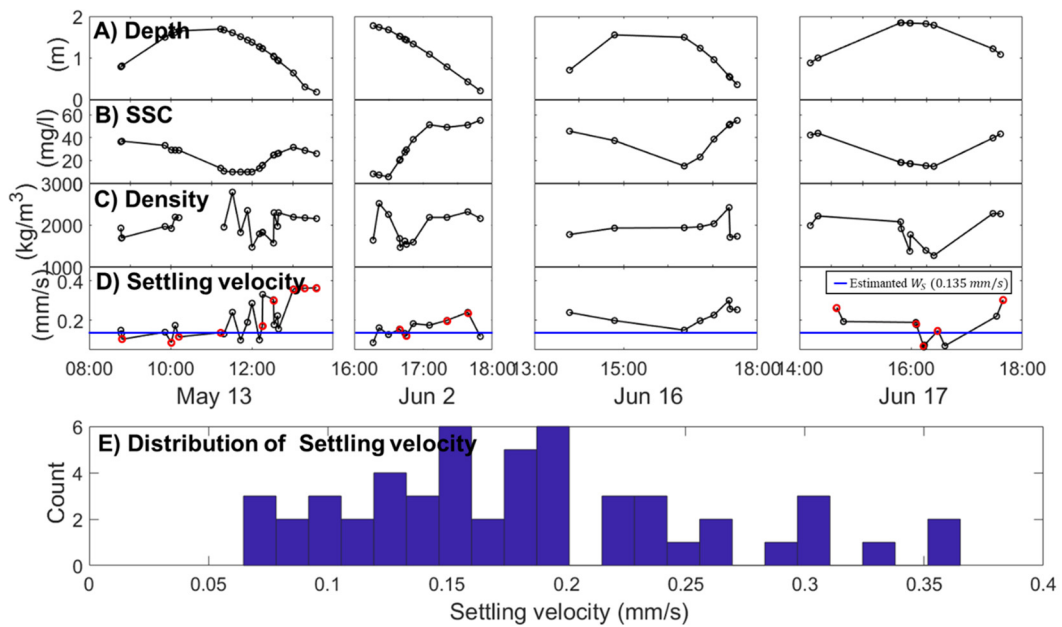 A) Depth
(m)
2
1
0
B) SSC
(mg/l)
60
40
20
C) Density
(kg/m³)
3000
2000
1000
D) Settling velocity
(mm/s)
0.4
0.2
Estimanted W_S (0.135 mm/s)
08:00 10:00 12:00 16:00 17:00 18:00 13:00 15:00 17:00 18:00 14:00 16:00 18:00
May 13 Jun 2 Jun 16 Jun 17
E) Distribution of Settling velocity
Count
6
4
2
0
0 0.05 0.1 0.15 0.2 0.25 0.3 0.35 0.4
Settling velocity (mm/s)